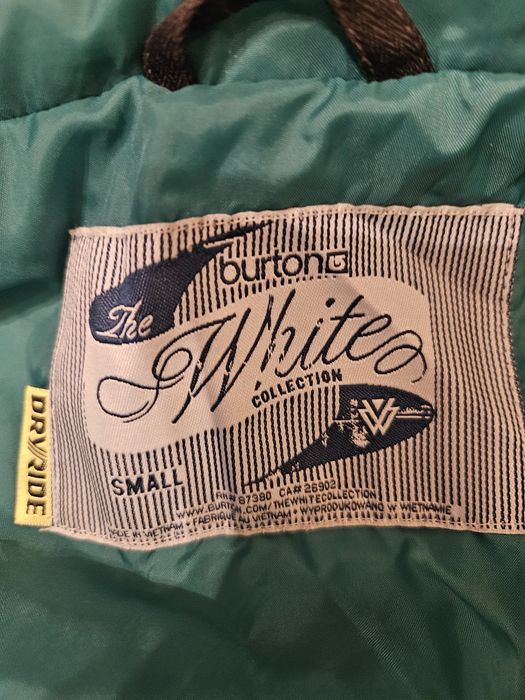 burton
The
White
COLLECTION
SMALL
DRYRIDE
RN# 87380 CA# 26902
WWW.BURTON.COM/THEWHITECOLLECTION
MADE IN VIETNAM • FABRIQUÉ AU VIETNAM • WYPRODUKOWANO W WIETNAMIE